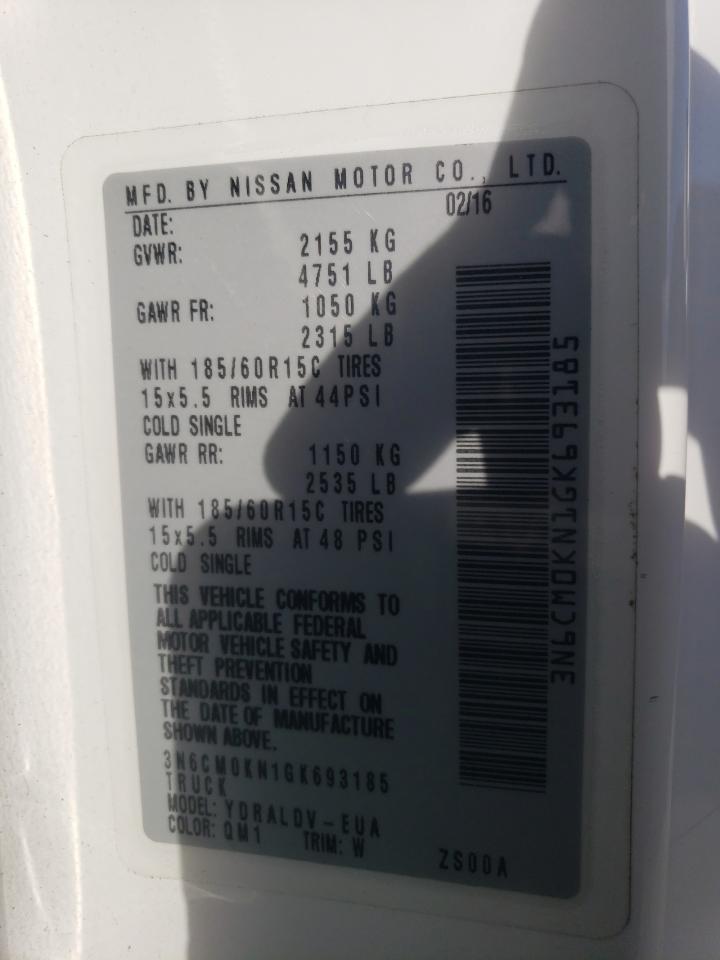 MFD. BY NISSAN MOTOR CO., LTD.
DATE: 02/16
GVWR: 2155 KG
4751 LB
GAWR FR: 1050 KG
2315 LB
WITH 185/60R15C TIRES
15x5.5 RIMS AT 44PSI
COLD SINGLE
GAWR RR: 1150 KG
2535 LB
WITH 185/60R15C TIRES
15x5.5 RIMS AT 48 PSI
COLD SINGLE
THIS VEHICLE CONFORMS TO
ALL APPLICABLE FEDERAL
MOTOR VEHICLE SAFETY AND
THEFT PREVENTION
STANDARDS IN EFFECT ON
THE DATE OF MANUFACTURE
SHOWN ABOVE.
3N6CM0KN1GK693185
TRUCK
MODEL: YDRALDV-EUA
COLOR: QM1 TRIM: W ZS00A
3N6CM0KN1GK693185